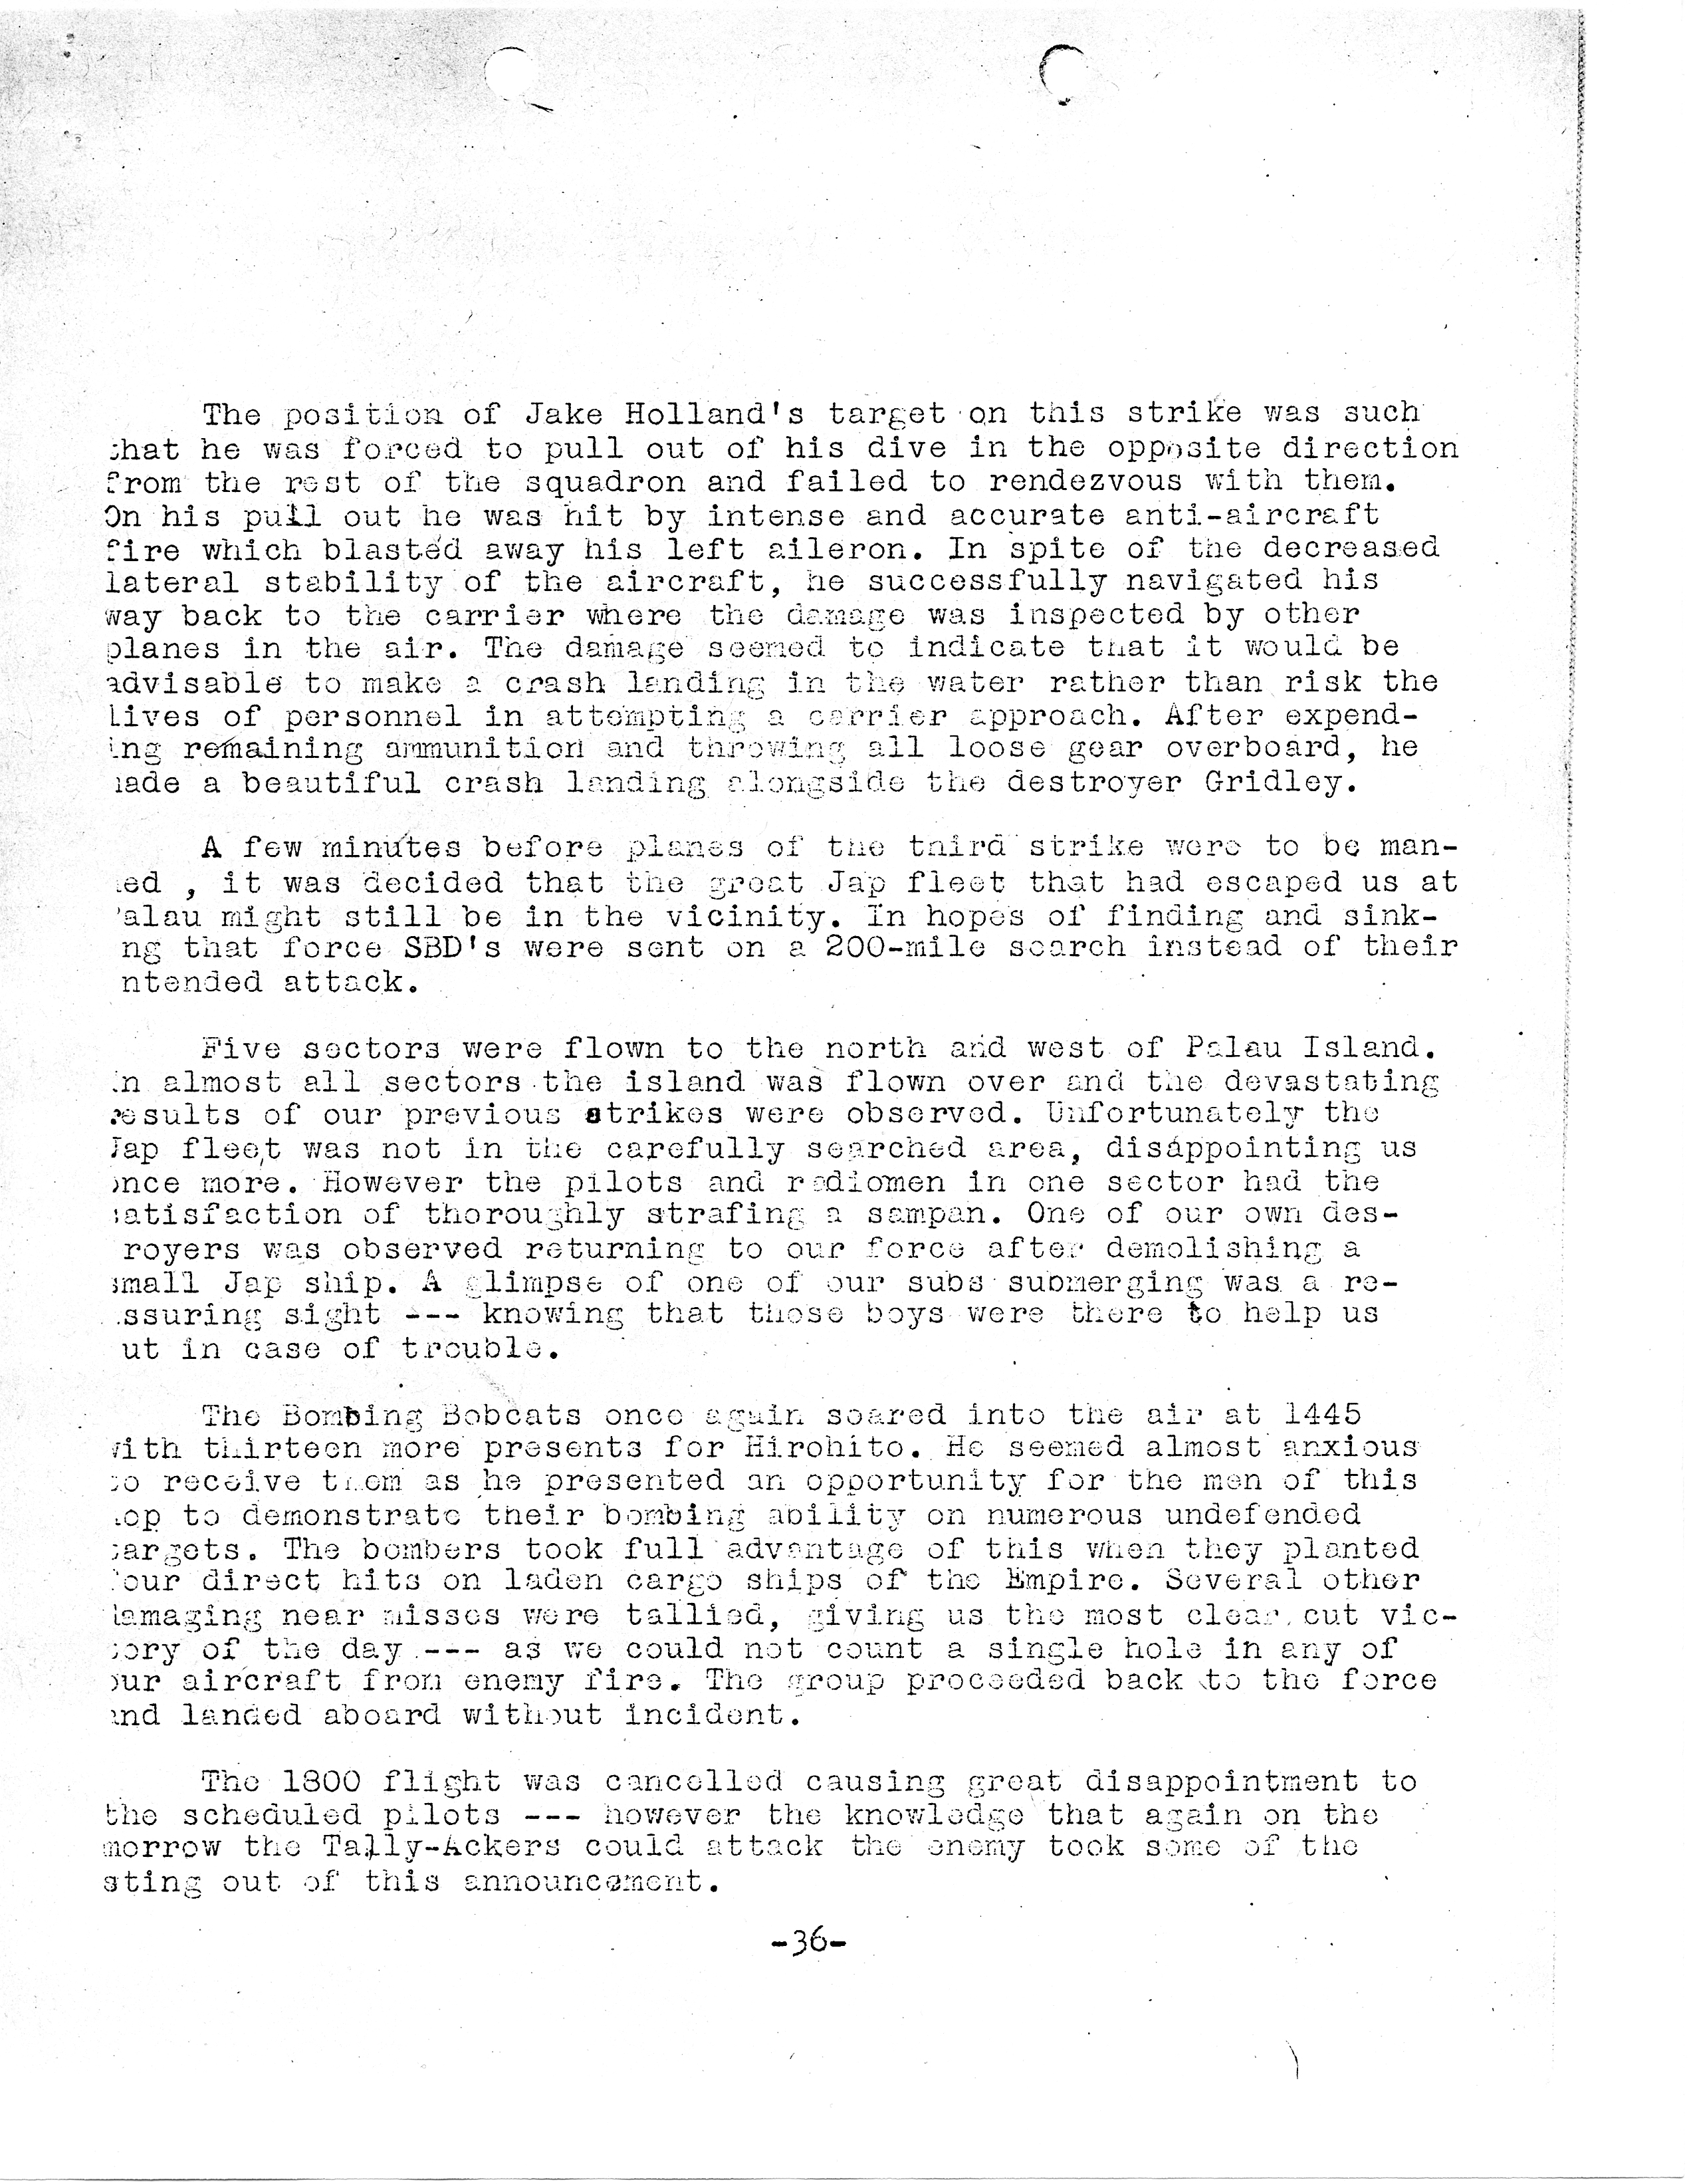 The position of Jake Holland's target on this strike was such
that he was forced to pull out of his dive in the opposite direction
from the rest of the squadron and failed to rendezvous with them.
On his pull out he was hit by intense and accurate anti-aircraft
fire which blasted away his left aileron. In spite of the decreased
lateral stability of the aircraft, he successfully navigated his
way back to the carrier where the damage was inspected by other
planes in the air. The damage seemed to indicate that it would be
advisable to make a crash landing in the water rather than risk the
lives of personnel in attempting a carrier approach. After expend-
ing remaining ammunition and throwing all loose gear overboard, he
ade a beautiful crash landing alongside the destroyer Gridley.
A few minutes before planes of the third strike were to be man-
ed , it was decided that the great Jap fleet that had escaped us at
alau might still be in the vicinity. In hopes of finding and sink-
ng that force SBD's were sent on a 200-mile search instead of their
ntended attack.
Five sectors were flown to the north and west of Palau Island.
n almost all sectors the island was flown over and the devastating
results of our previous strikes were observed. Unfortunately the
Jap fleet was not in the carefully searched area, disappointing us
once more. However the pilots and radiomen in one sector had the
satisfaction of thoroughly strafing a sampan. One of our own des-
royers was observed returning to our force after demolishing a
small Jap ship. A glimpse of one of our subs submerging was a re-
ssuring sight --- knowing that those boys were there to help us
ut in case of trouble.
The Bombing Bobcats once again soared into the air at 1445
with thirteen more presents for Hirohito. He seemed almost anxious
to receive them as he presented an opportunity for the men of this
op to demonstrate their bombing ability on numerous undefended
targets. The bombers took full advantage of this when they planted
four direct hits on laden cargo ships of the Empire. Several other
damaging near misses were tallied, giving us the most clear cut vic-
tory of the day --- as we could not count a single hole in any of
our aircraft from enemy fire. The group proceeded back to the force
and landed aboard without incident.
The 1800 flight was cancelled causing great disappointment to
the scheduled pilots --- however the knowledge that again on the
morrow the Tally-Ackers could attack the enemy took some of the
sting out of this announcement.
-36-